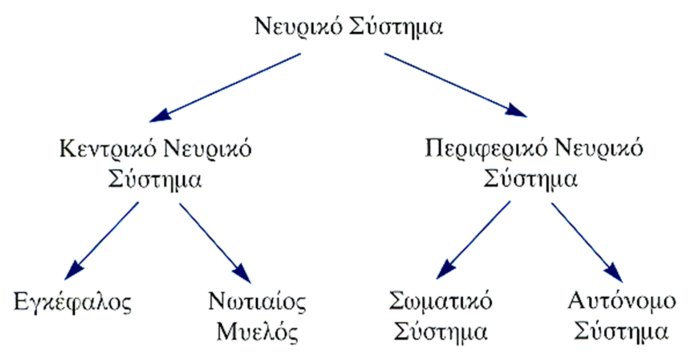 Νευρικό Σύστημα
Κεντρικό Νευρικό
Σύστημα
Περιφερικό Νευρικό
Σύστημα
Εγκέφαλος
Νωτιαίος
Μυελός
Σωματικό
Σύστημα
Αυτόνομο
Σύστημα